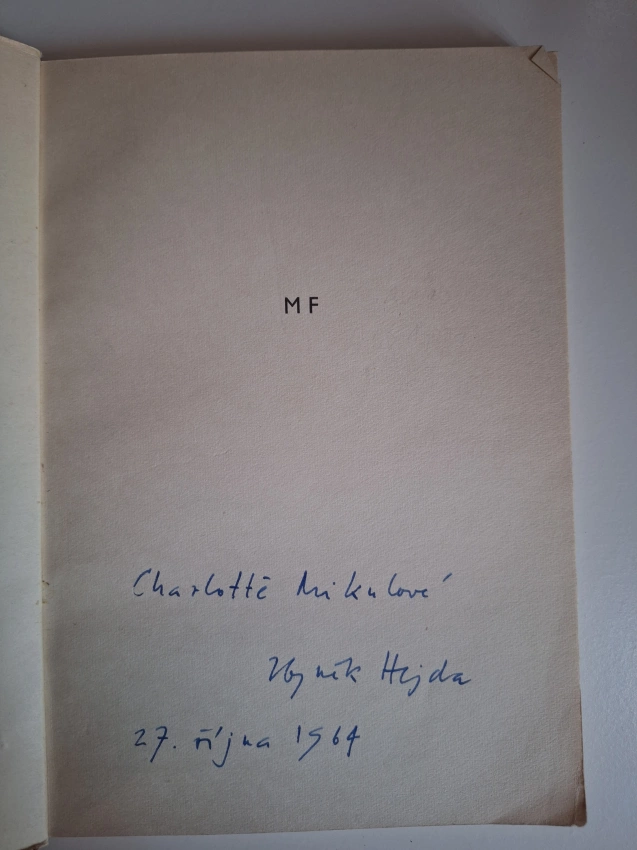 MF
Charlottě Mikulové
Zbyněk Hejda
27. října 1964